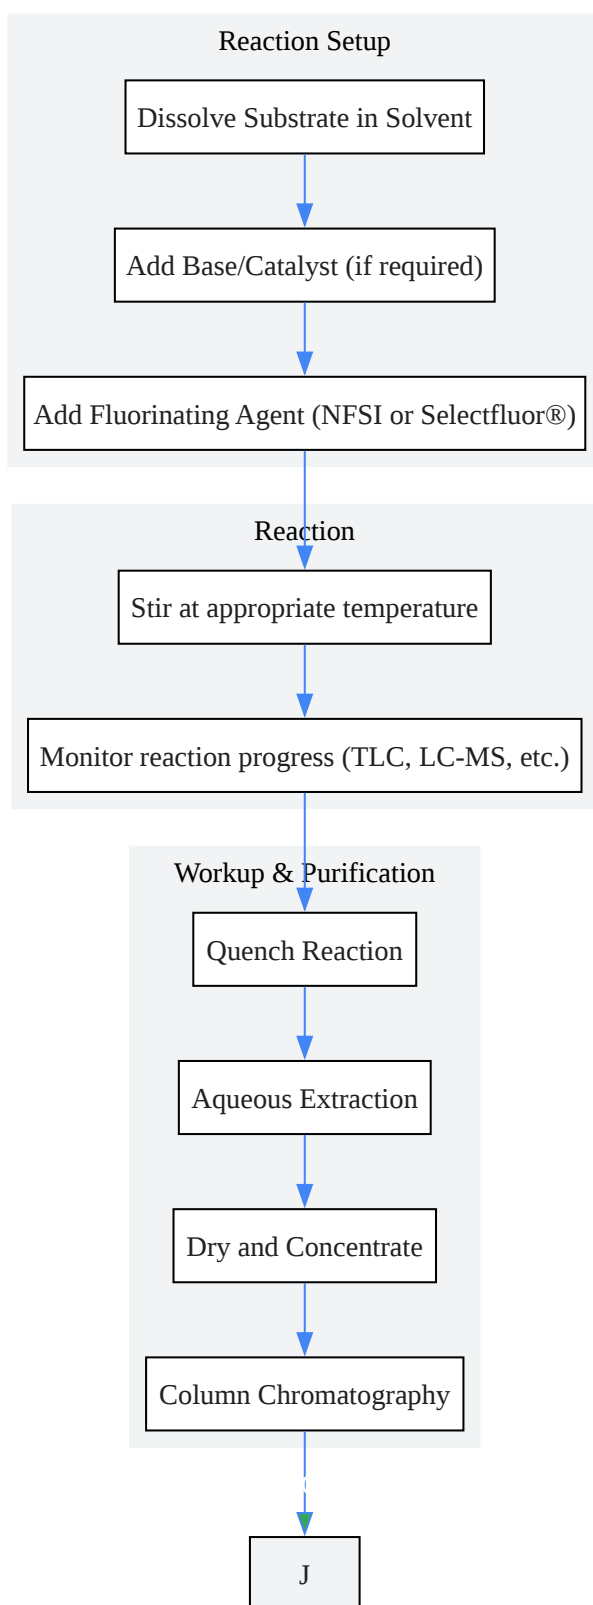 Reaction Setup
Dissolve Substrate in Solvent
Add Base/Catalyst (if required)
Add Fluorinating Agent (NFSI or Selectfluor®)
Reaction
Stir at appropriate temperature
Monitor reaction progress (TLC, LC-MS, etc.)
Workup & Purification
Quench Reaction
Aqueous Extraction
Dry and Concentrate
Column Chromatography
J